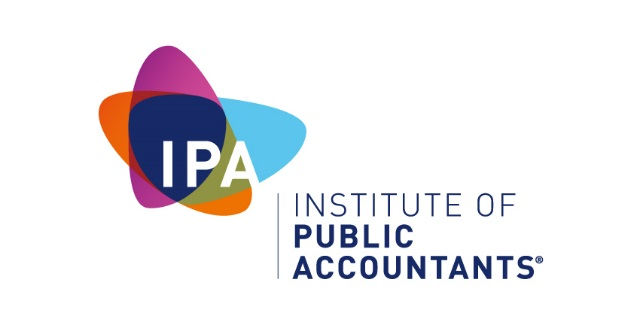 IPA
INSTITUTE OF
PUBLIC
ACCOUNTANTS®